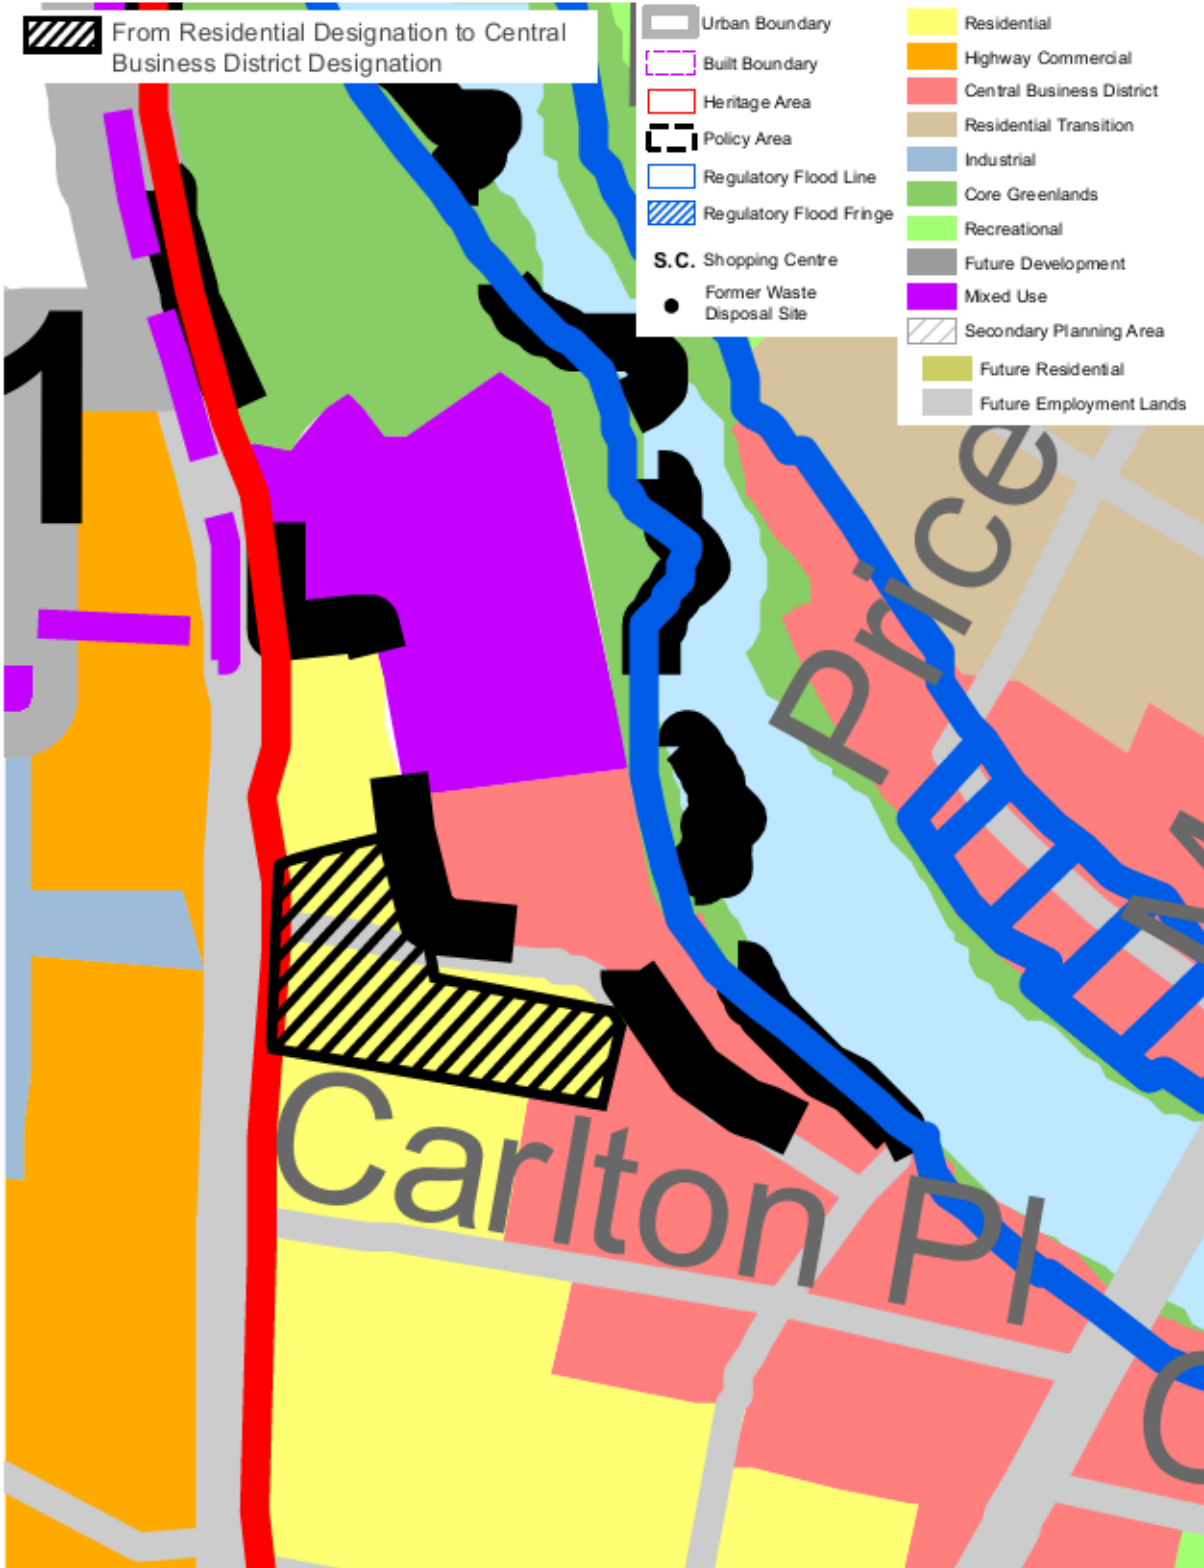 From Residential Designation to Central
Business District Designation
Urban Boundary
Built Boundary
Heritage Area
Policy Area
Regulatory Flood Line
Regulatory Flood Fringe
S.C. Shopping Centre
Former Waste
Disposal Site
Residential
Highway Commercial
Central Business District
Residential Transition
Industrial
Core Greenlands
Recreational
Future Development
Mixed Use
Secondary Planning Area
Future Residential
Future Employment Lands
1
Price
M
Carlton Pl
C